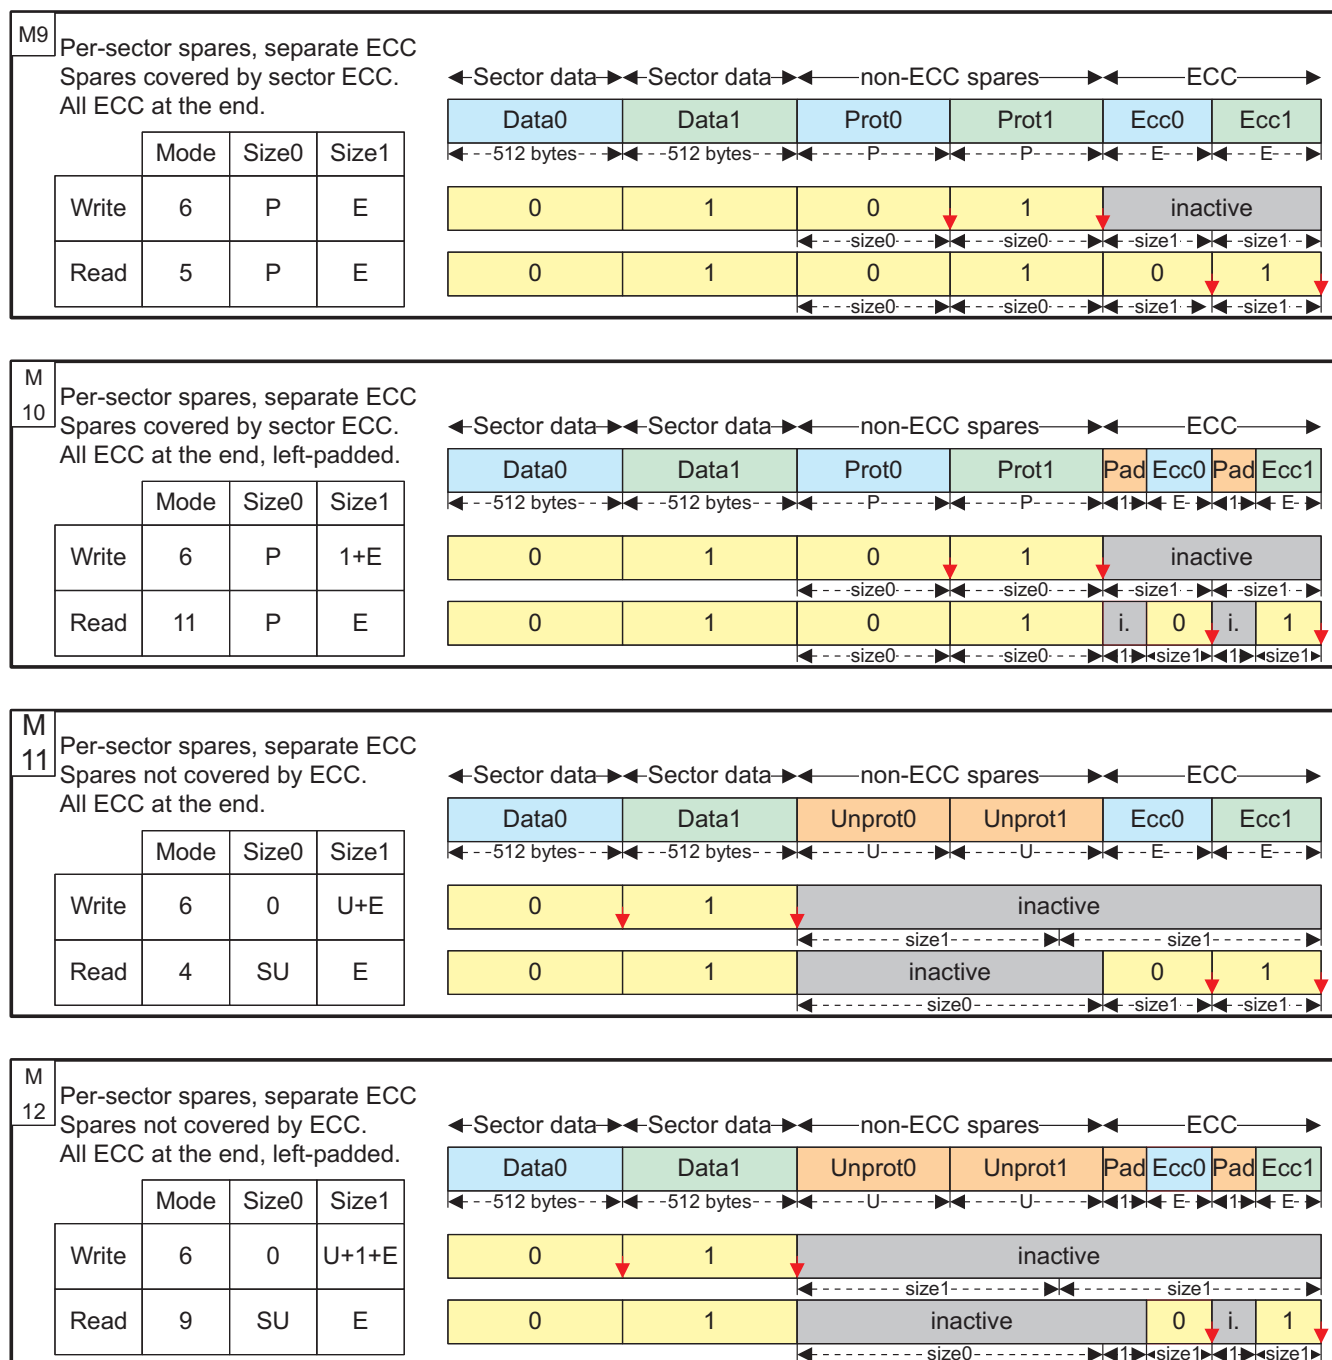 M9
Per-sector spares, separate ECC
Spares covered by sector ECC.
All ECC at the end.
Mode Size0 Size1
Write 6 P E
Read 5 P E
Sector data Sector data non-ECC spares ECC
Data0 Data1 Prot0 Prot1 Ecc0 Ecc1
512 bytes 512 bytes P P E E
0 1 0 1 inactive
size0 size0 size1 size1
0 1 0 1 0 1
size0 size0 size1 size1
M
10
Per-sector spares, separate ECC
Spares covered by sector ECC.
All ECC at the end, left-padded.
Mode Size0 Size1
Write 6 P 1+E
Read 11 P E
Sector data Sector data non-ECC spares ECC
Data0 Data1 Prot0 Prot1 Pad Ecc0 Pad Ecc1
512 bytes 512 bytes P P 1 E 1 E
0 1 0 1 inactive
size0 size0 size1 size1
0 1 0 1 i. 0 i. 1
size0 size0 1 size1 1 size1
M
11
Per-sector spares, separate ECC
Spares not covered by ECC.
All ECC at the end.
Mode Size0 Size1
Write 6 0 U+E
Read 4 SU E
Sector data Sector data non-ECC spares ECC
Data0 Data1 Unprot0 Unprot1 Ecc0 Ecc1
512 bytes 512 bytes U U E E
0 1 inactive
size1 size1
0 1 inactive 0 1
size0 size1 size1
M
12
Per-sector spares, separate ECC
Spares not covered by ECC.
All ECC at the end, left-padded.
Mode Size0 Size1
Write 6 0 U+1+E
Read 9 SU E
Sector data Sector data non-ECC spares ECC
Data0 Data1 Unprot0 Unprot1 Pad Ecc0 Pad Ecc1
512 bytes 512 bytes U U 1 E 1 E
0 1 inactive
size1 size1
0 1 inactive 0 i. 1
size0 1 size1 1 size1